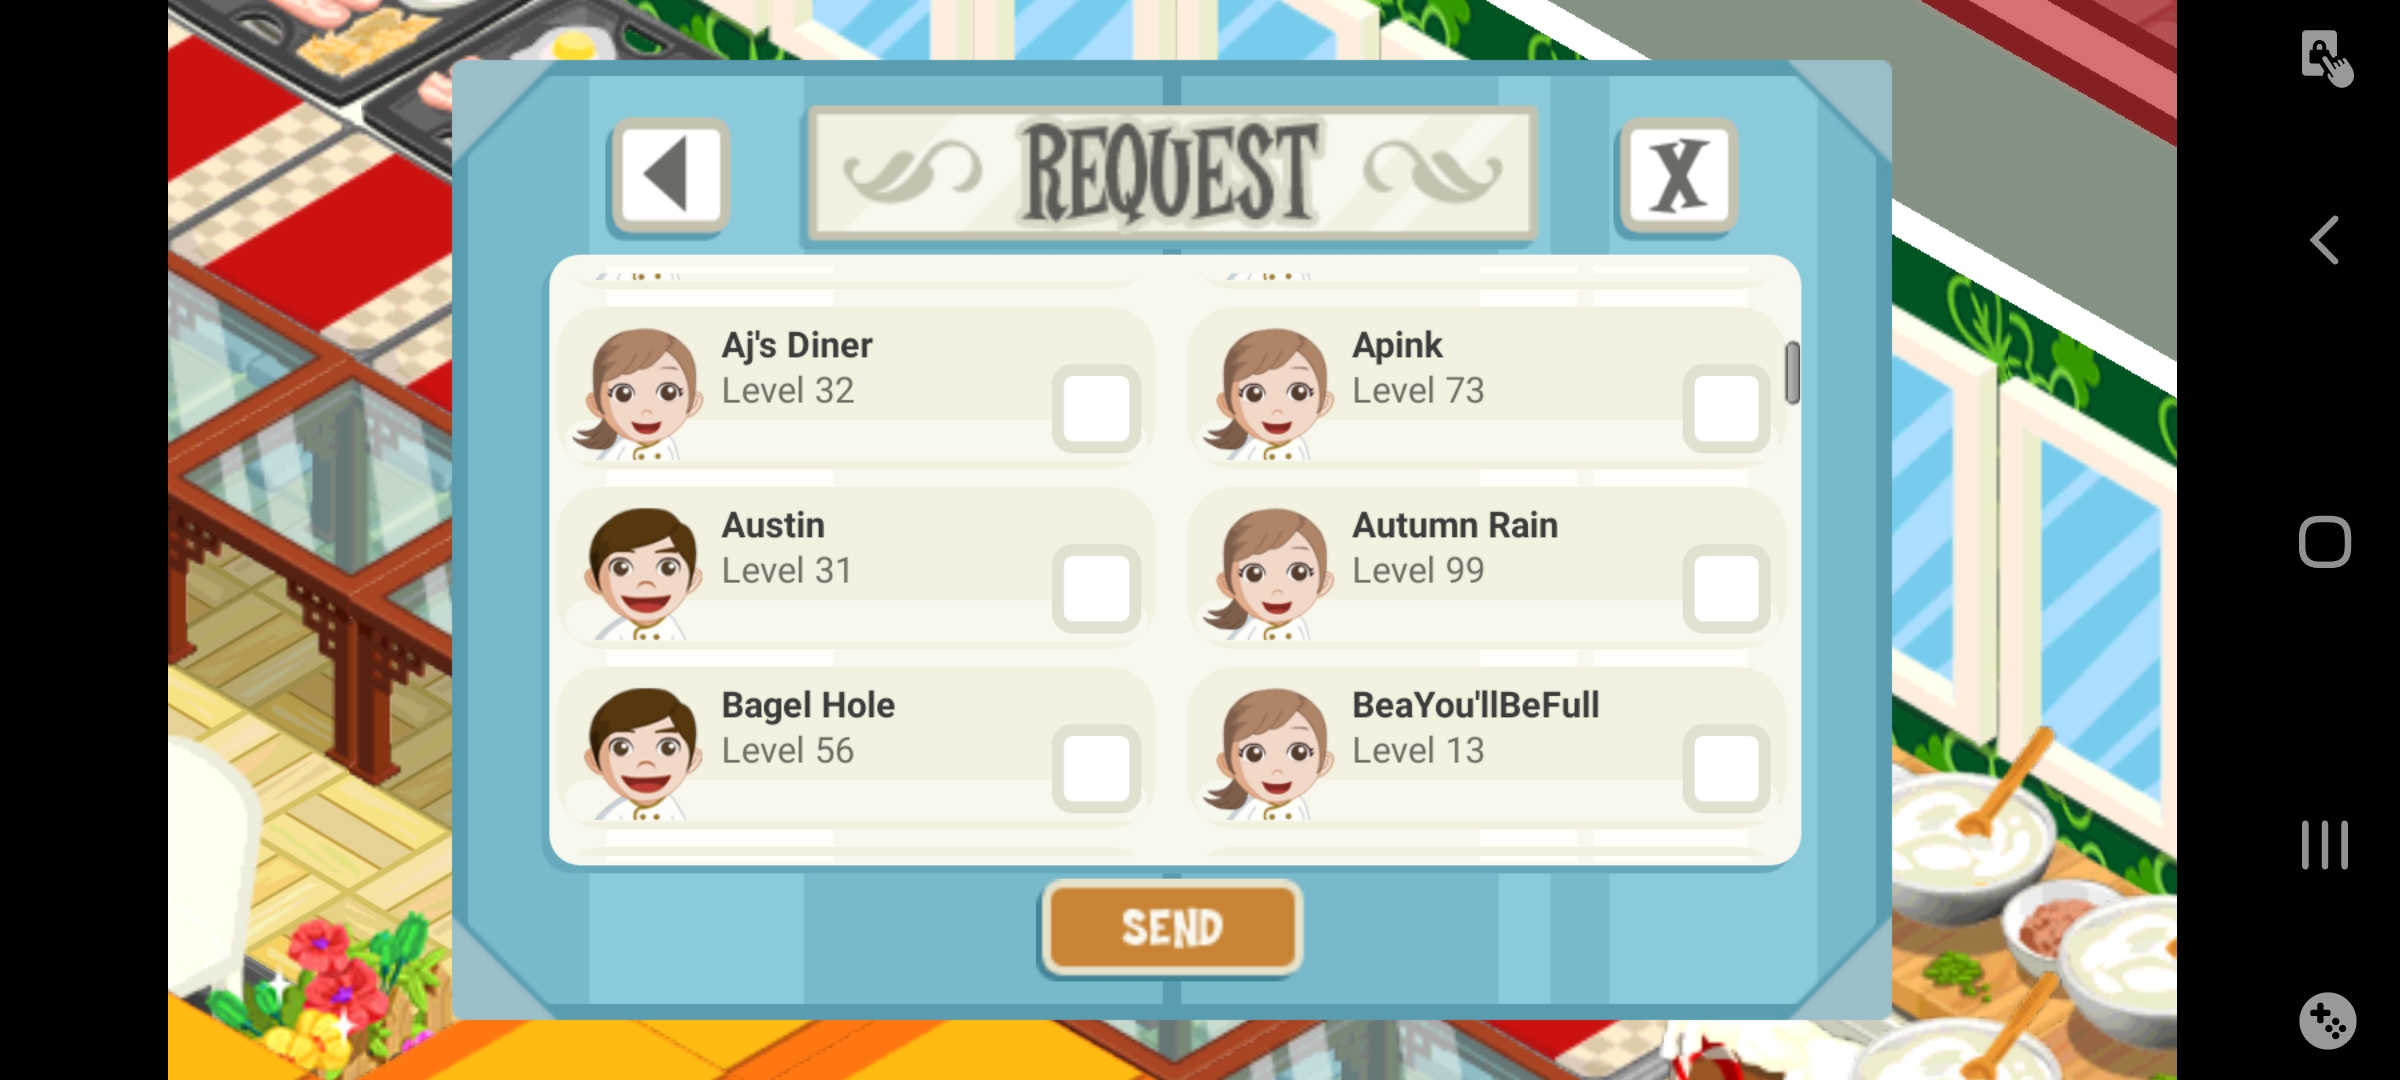 REQUEST
X
Aj's Diner
Level 32
Apink
Level 73
Austin
Level 31
Autumn Rain
Level 99
Bagel Hole
Level 56
BeaYou'llBeFull
Level 13
SEND